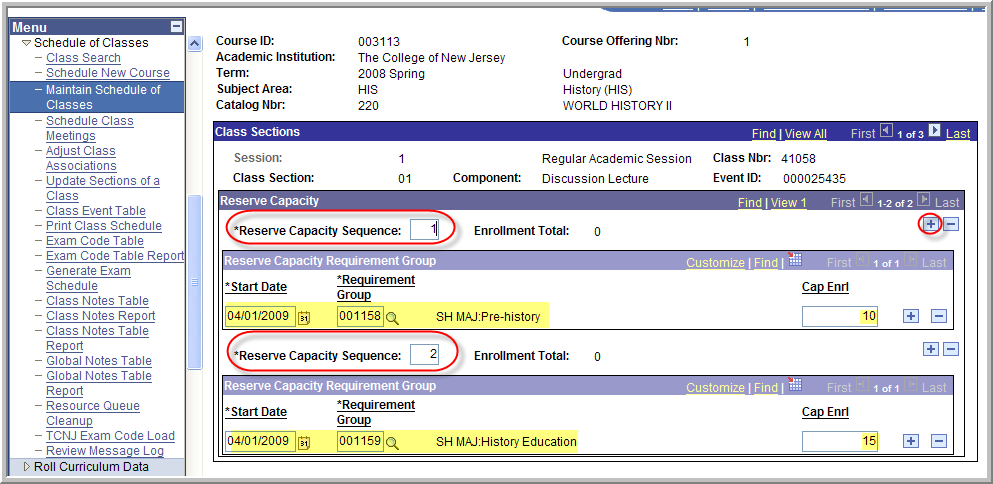 Menu
Schedule of Classes
Class Search
Schedule New Course
Maintain Schedule of
Classes
Schedule Class
Meetings
Adjust Class
Associations
Update Sections of a
Class
Class Event Table
Print Class Schedule
Exam Code Table
Exam Code Table Report
Generate Exam
Schedule
Class Notes Table
Class Notes Report
Class Notes Table
Report
Global Notes Table
Global Notes Table
Report
Resource Queue
Cleanup
TCNJ Exam Code Load
Review Message Log
Roll Curriculum Data
Course ID: 003113 Course Offering Nbr: 1
Academic Institution: The College of New Jersey
Term: 2008 Spring Undergrad
Subject Area: HIS History (HIS)
Catalog Nbr: 220 WORLD HISTORY II
Class Sections Find | View All First 1 of 3 Last
Session: 1 Regular Academic Session Class Nbr: 41058
Class Section: 01 Component: Discussion Lecture Event ID: 000025435
Reserve Capacity Find | View 1 First 1-2 of 2 Last
*Reserve Capacity Sequence: 1 Enrollment Total: 0 + −
Reserve Capacity Requirement Group Customize | Find | First 1 of 1 Last
*Start Date *Requirement
Group Cap Enrl
04/01/2009 31 001158 SH MAJ:Pre-history 10 + −
*Reserve Capacity Sequence: 2 Enrollment Total: 0 + −
Reserve Capacity Requirement Group Customize | Find | First 1 of 1 Last
*Start Date *Requirement
Group Cap Enrl
04/01/2009 31 001159 SH MAJ:History Education 15 + −